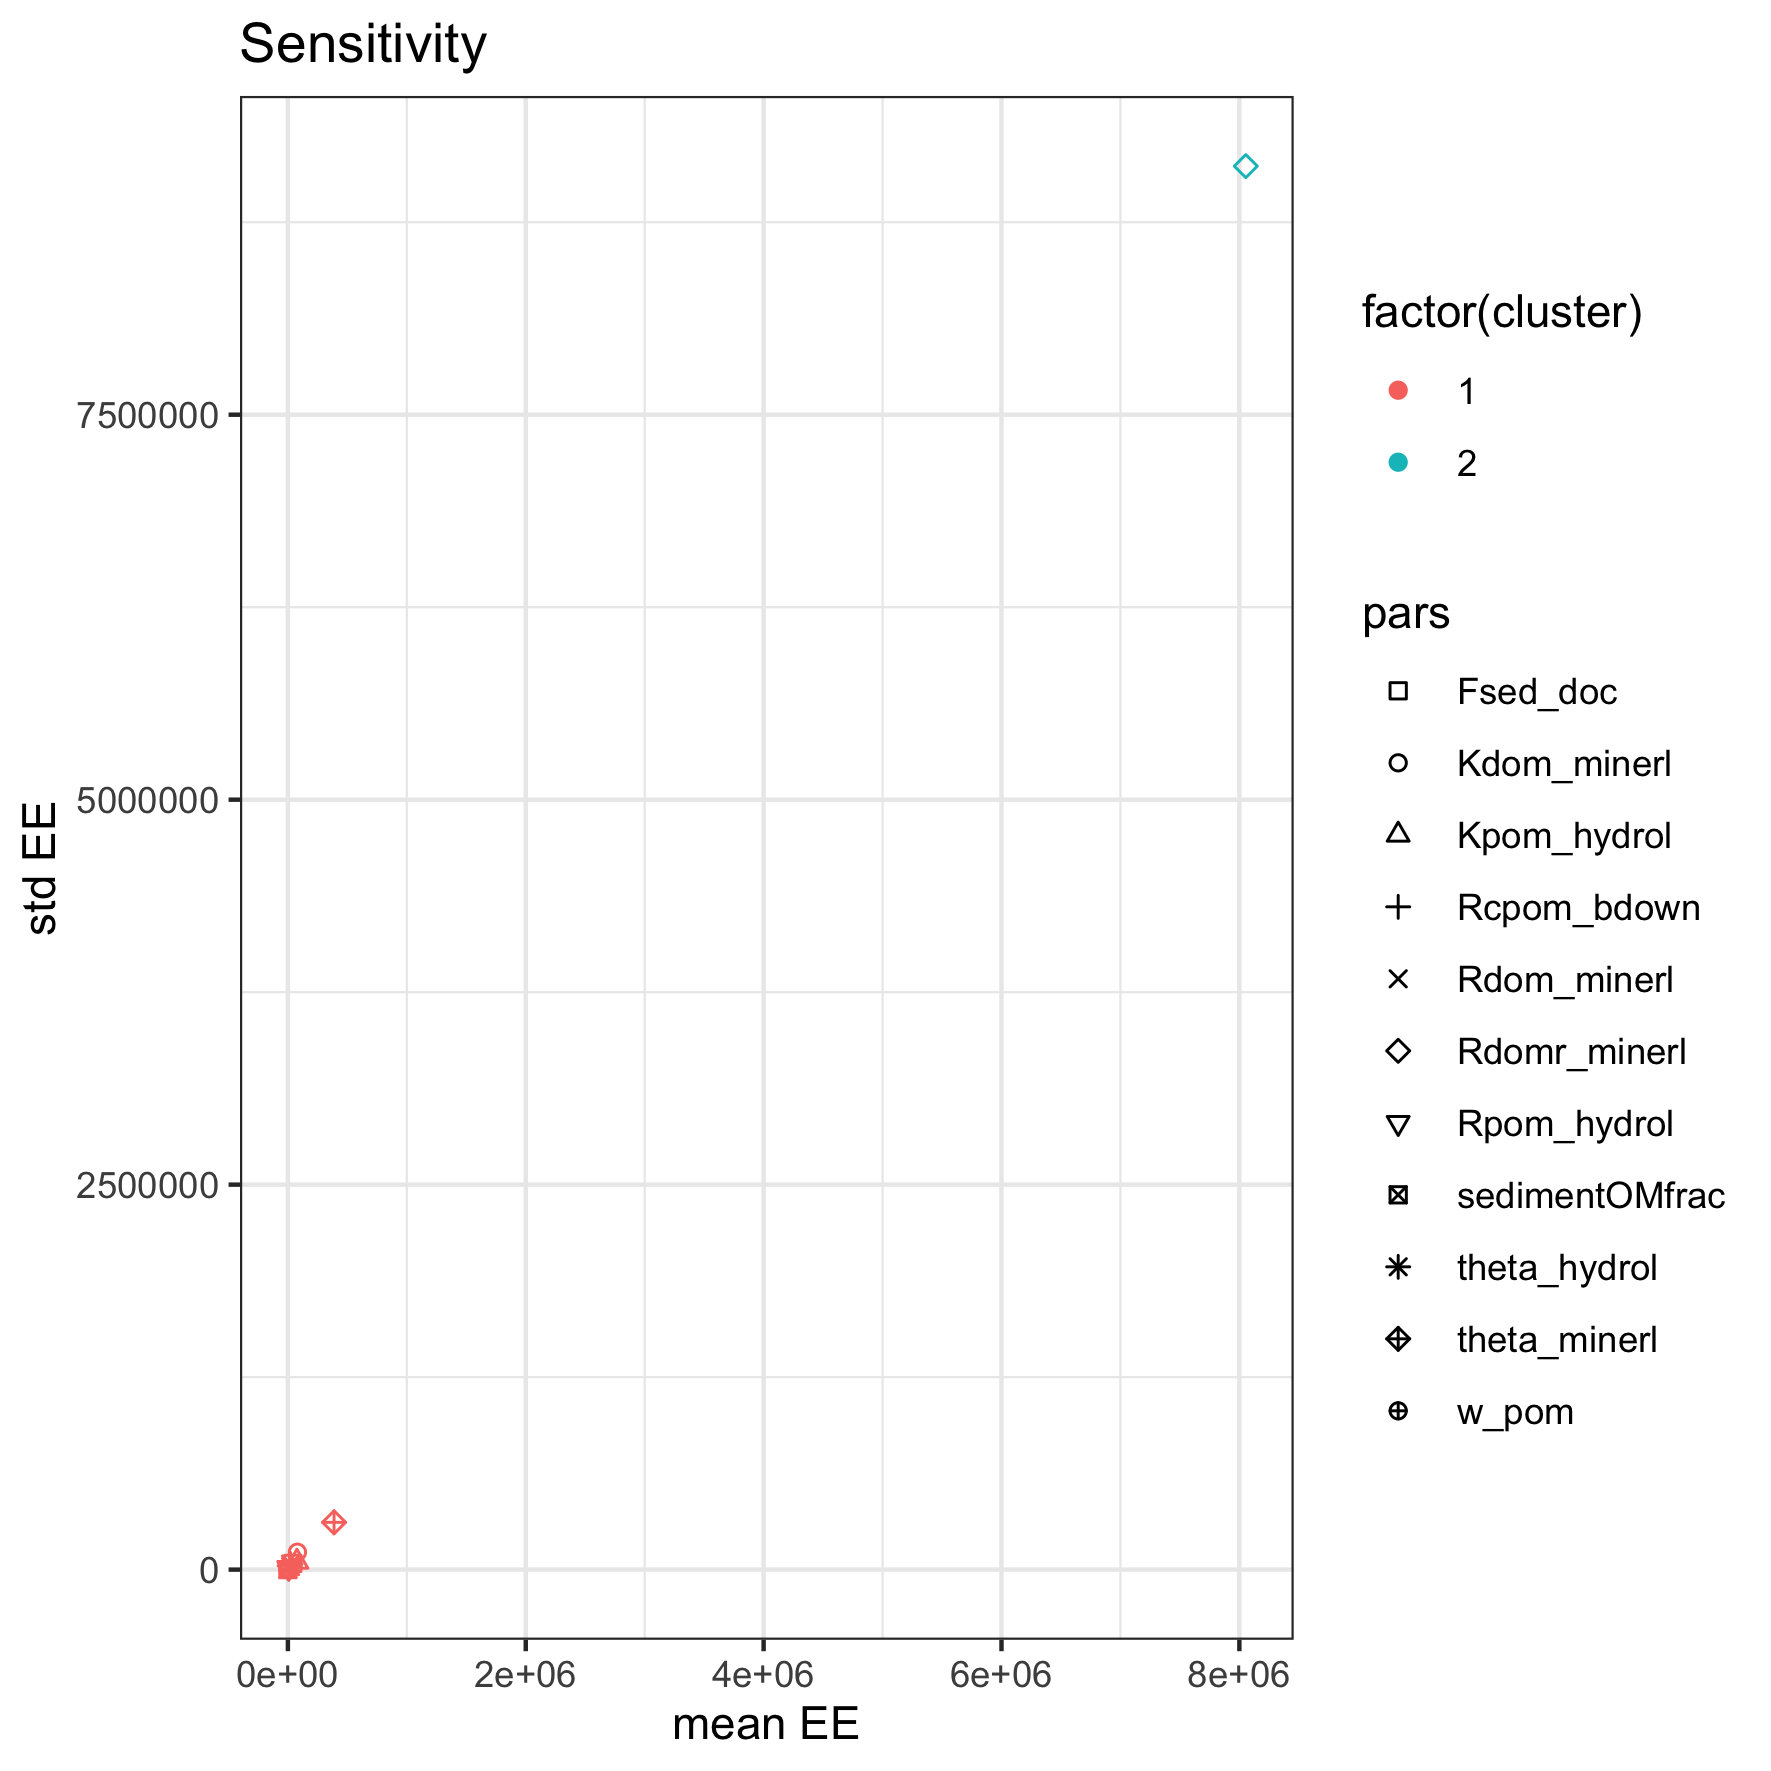 Sensitivity
std EE
7500000
5000000
2500000
0
0e+00 2e+06 4e+06 6e+06 8e+06
mean EE
factor(cluster)
1
2
pars
Fsed_doc
Kdom_minerl
Kpom_hydrol
Rcpom_bdown
Rdom_minerl
Rdomr_minerl
Rpom_hydrol
sedimentOMfrac
theta_hydrol
theta_minerl
w_pom